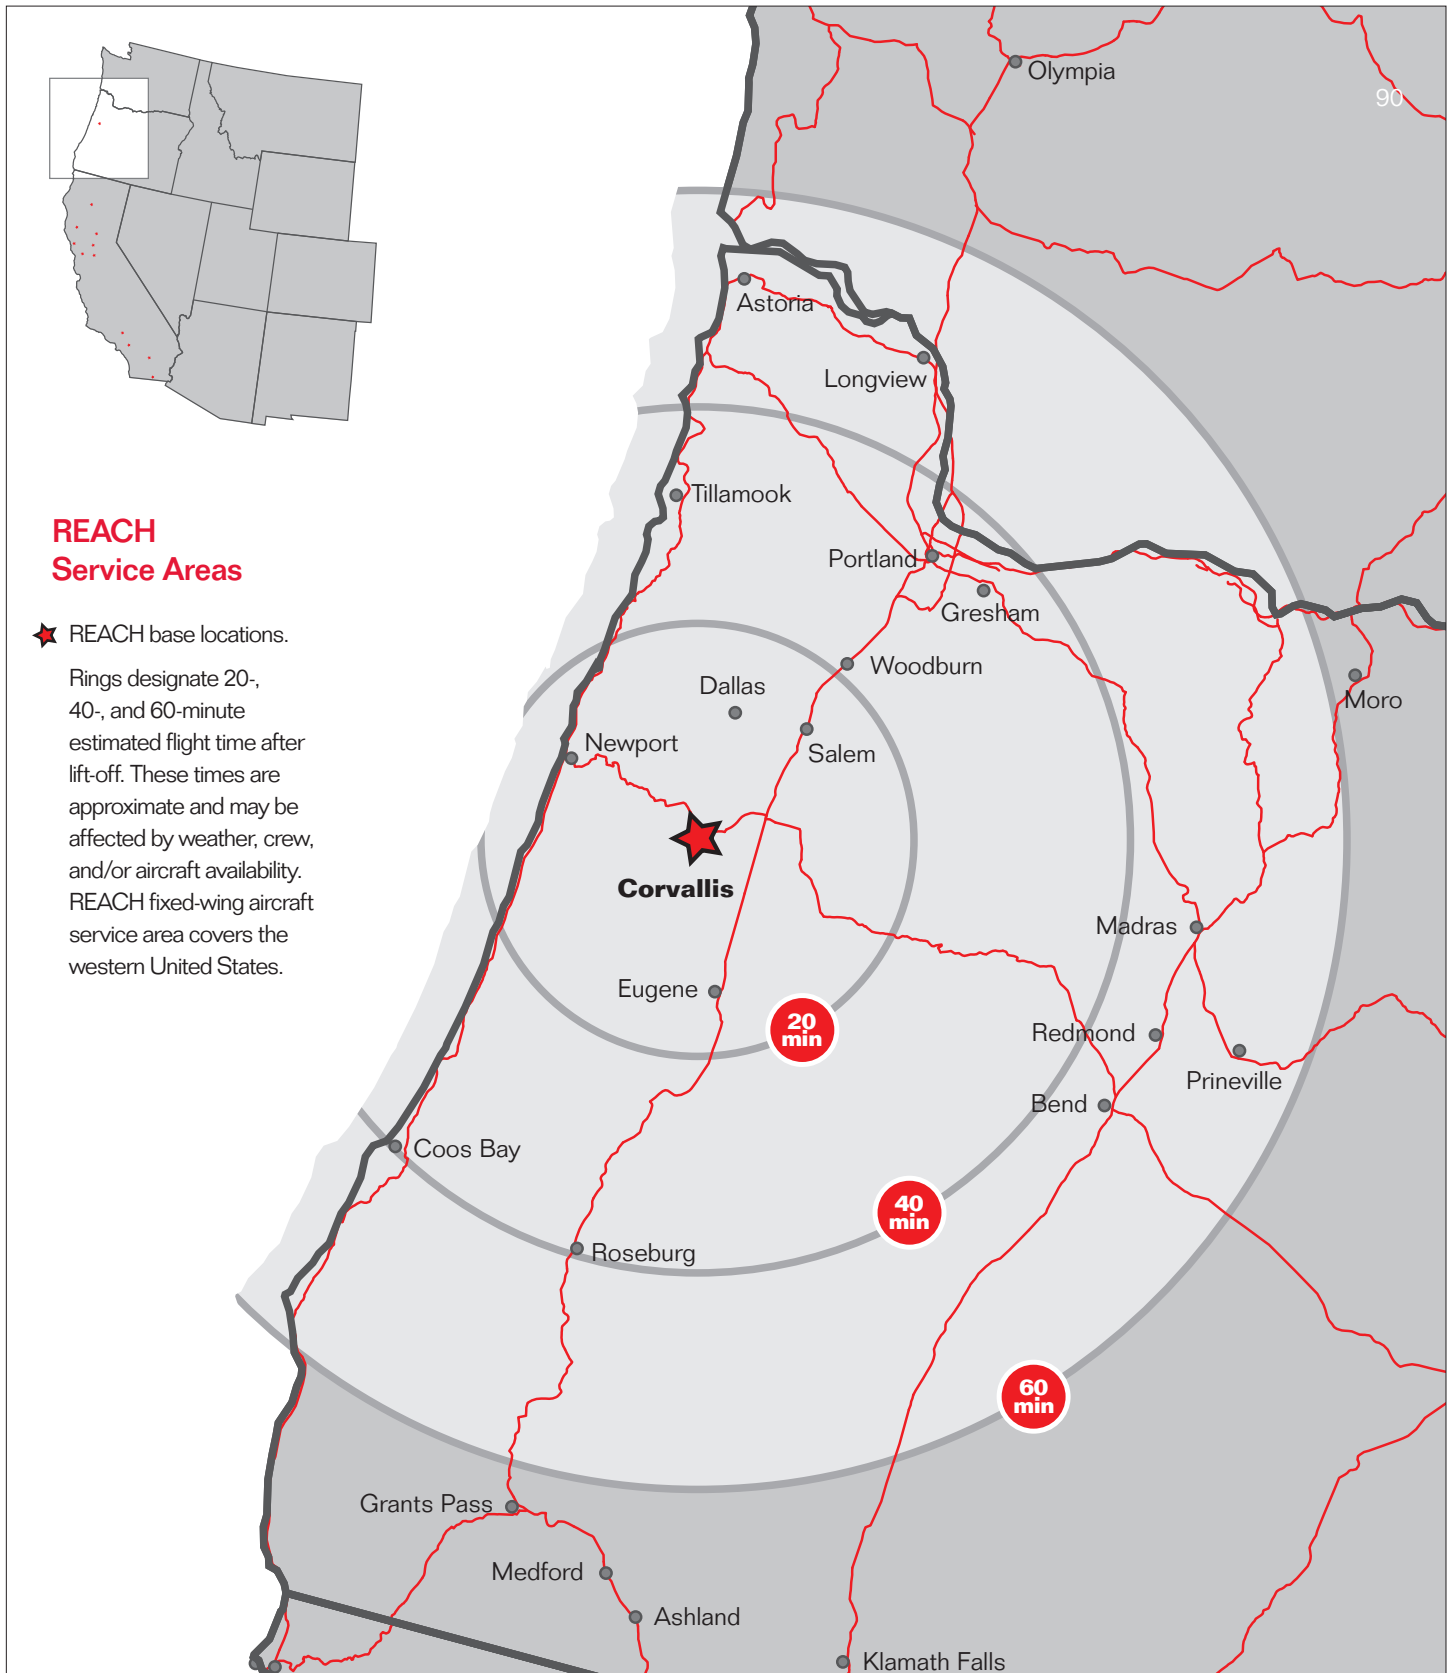 Olympia
90
Astoria
Longview
Tillamook
REACH
Service Areas
Portland
Gresham
REACH base locations.
Woodburn
Rings designate 20-,
40-, and 60-minute
estimated flight time after
lift-off. These times are
approximate and may be
affected by weather, crew,
and/or aircraft availability.
REACH fixed-wing aircraft
service area covers the
western United States.
Dallas
Moro
Newport
Salem
Corvallis
Madras
Eugene
20
min
Redmond
Prineville
Bend
Coos Bay
40
min
Roseburg
60
min
Grants Pass
Medford
Ashland
Klamath Falls